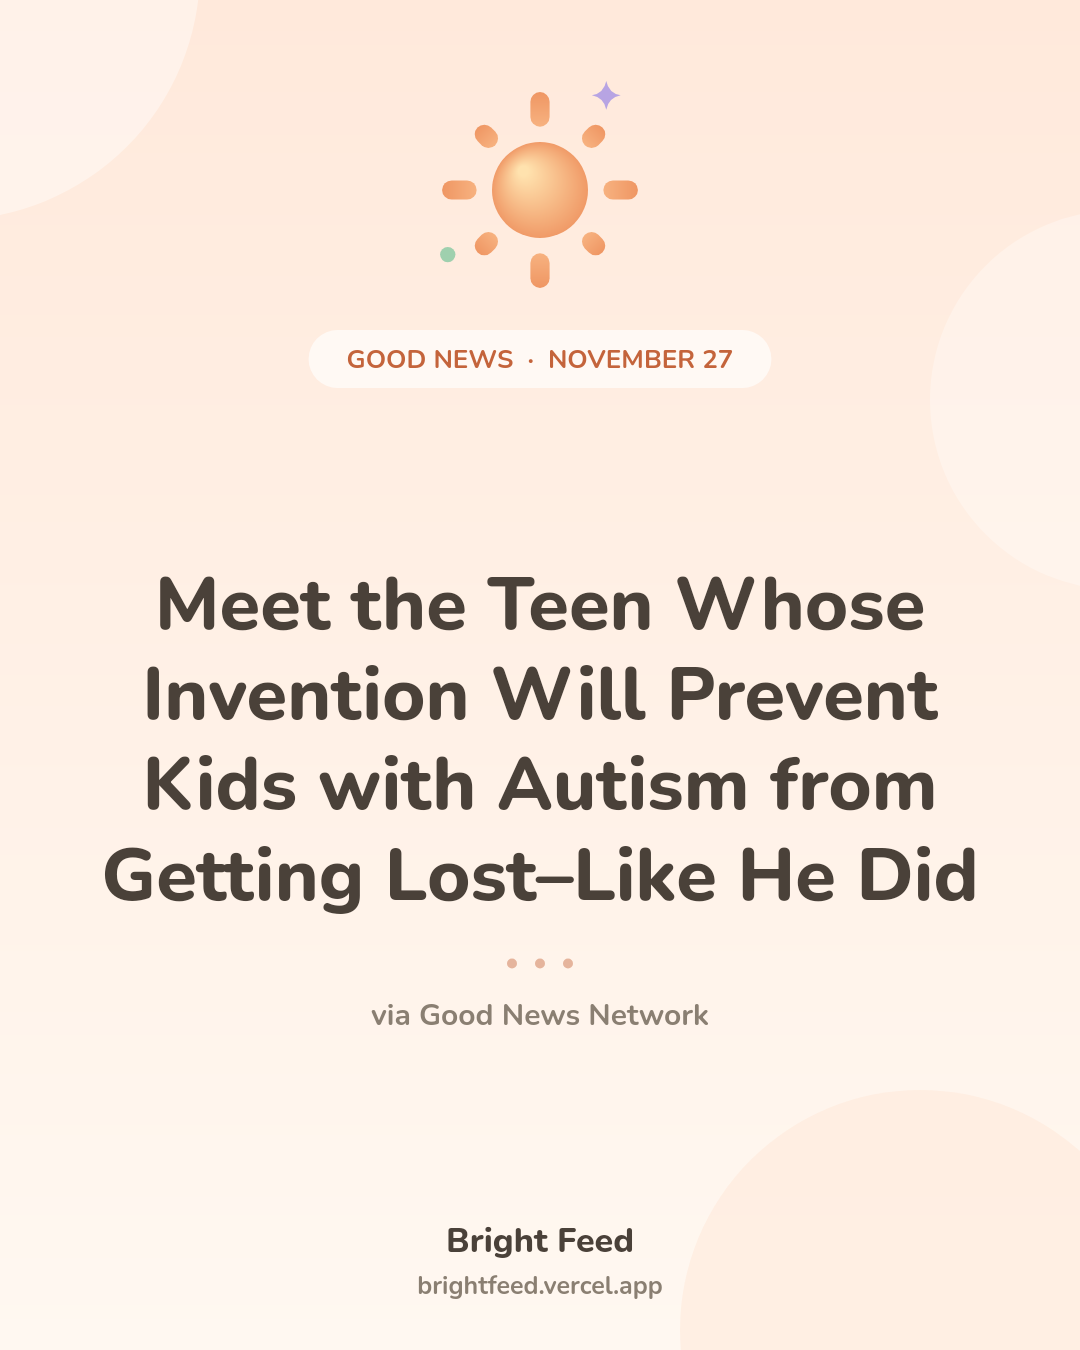 GOOD NEWS · NOVEMBER 27
Meet the Teen Whose
Invention Will Prevent
Kids with Autism from
Getting Lost–Like He Did
via Good News Network
Bright Feed
brightfeed.vercel.app